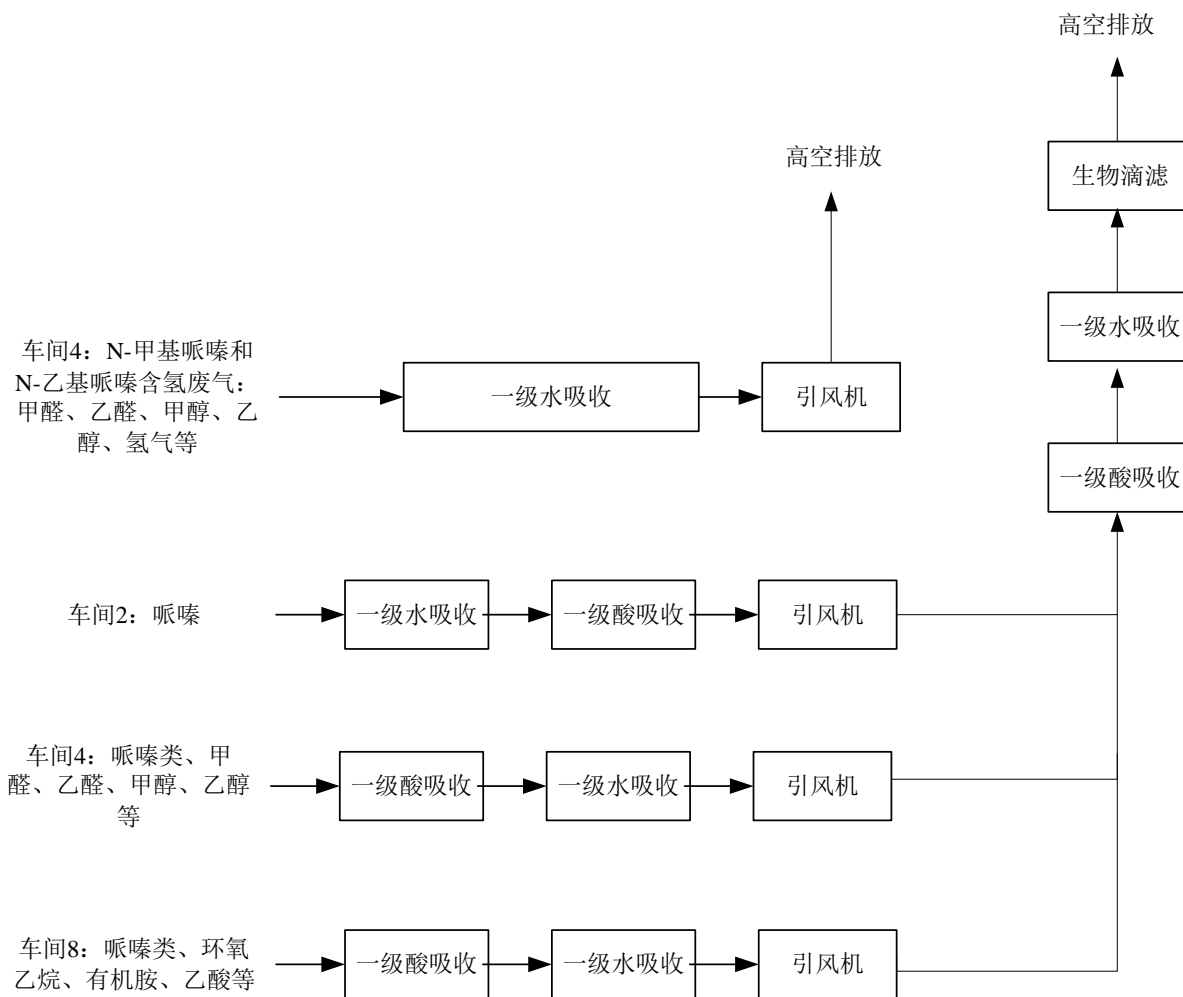 高空排放
高空排放
生物滴滤
一级水吸收
车间4：N-甲基哌嗪和
N-乙基哌嗪含氢废气：
甲醛、乙醛、甲醇、乙
醇、氢气等
一级水吸收
引风机
一级酸吸收
车间2：哌嗪
一级水吸收
一级酸吸收
引风机
车间4：哌嗪类、甲
醛、乙醛、甲醇、乙醇
等
一级酸吸收
一级水吸收
引风机
车间8：哌嗪类、环氧
乙烷、有机胺、乙酸等
一级酸吸收
一级水吸收
引风机